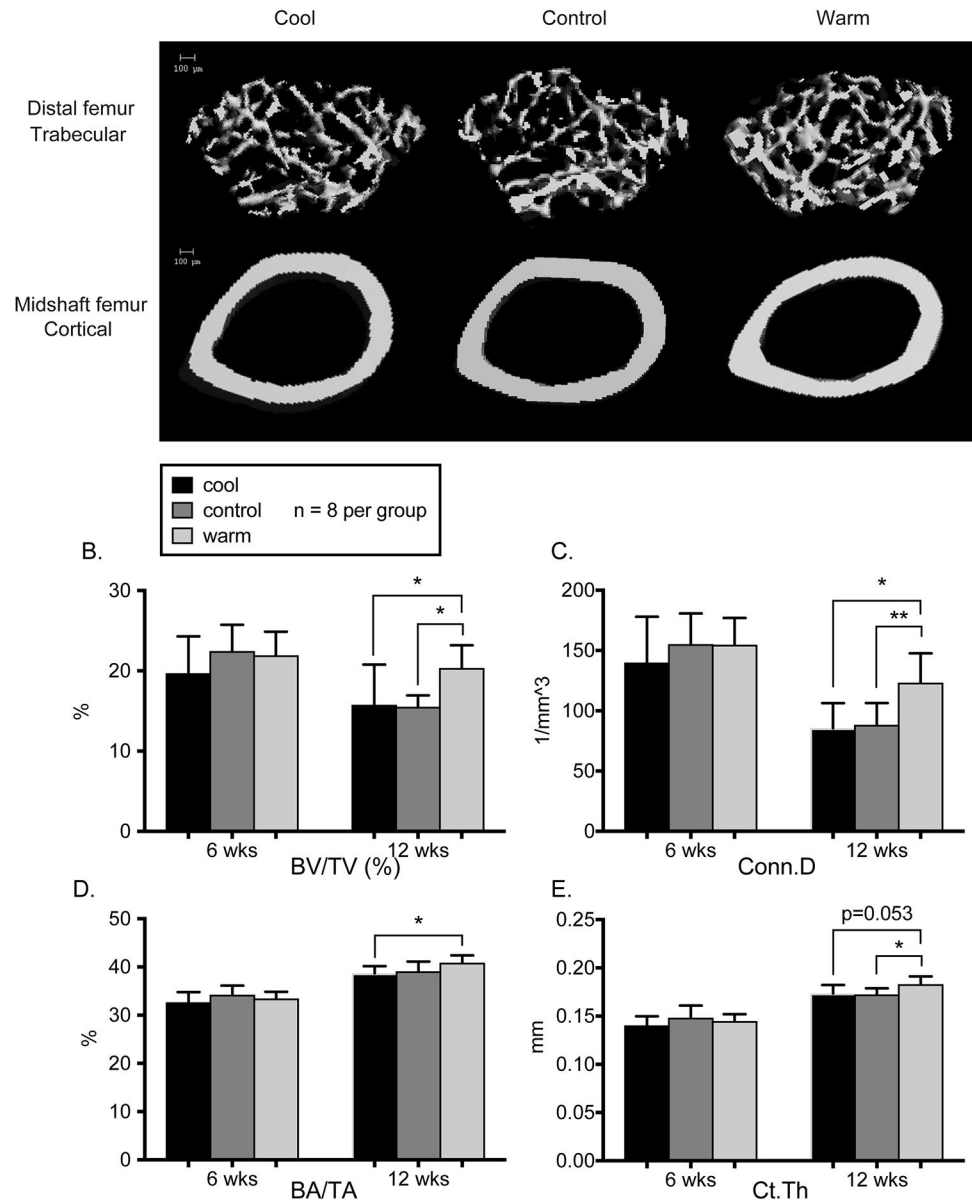 Cool Control Warm
100 µm
Distal femur
Trabecular
100 µm
Midshaft femur
Cortical
cool
control n = 8 per group
warm
B.
30
20
10
0
%
*
*
6 wks 12 wks
BV/TV (%)
C.
200
150
100
50
0
1/mm^3
*
**
6 wks 12 wks
Conn.D
D.
50
40
30
20
10
0
%
*
6 wks 12 wks
BA/TA
E.
0.25
0.20
0.15
0.10
0.05
0.00
mm
p=0.053
*
6 wks 12 wks
Ct.Th